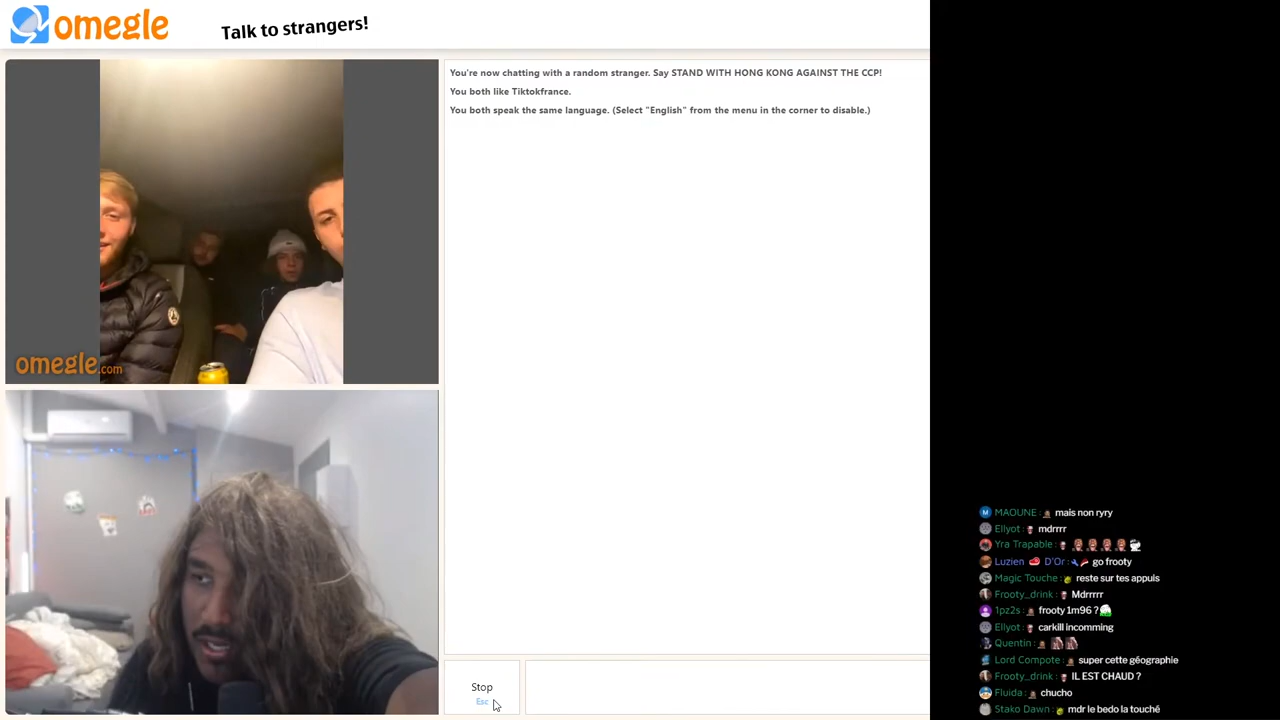 omegle
Talk to strangers!
You're now chatting with a random stranger. Say STAND WITH HONG KONG AGAINST THE CCP!
You both like Tiktokfrance.
You both speak the same language. (Select "English" from the menu in the corner to disable.)
omegle.com
Stop
Esc
MAOUNE : mais non ryry
Ellyot : mdrrrr
Yra Trapable :
Luzien D'Or : go frooty
Magic Touche : reste sur tes appuis
Frooty_drink : Mdrrrrr
1pz2s : frooty 1m96 ?
Ellyot : carkill incomming
Quentin :
Lord Compote : super cette géographie
Frooty_drink : IL EST CHAUD ?
Fluida : chucho
Stako Dawn : mdr le bedo la touché